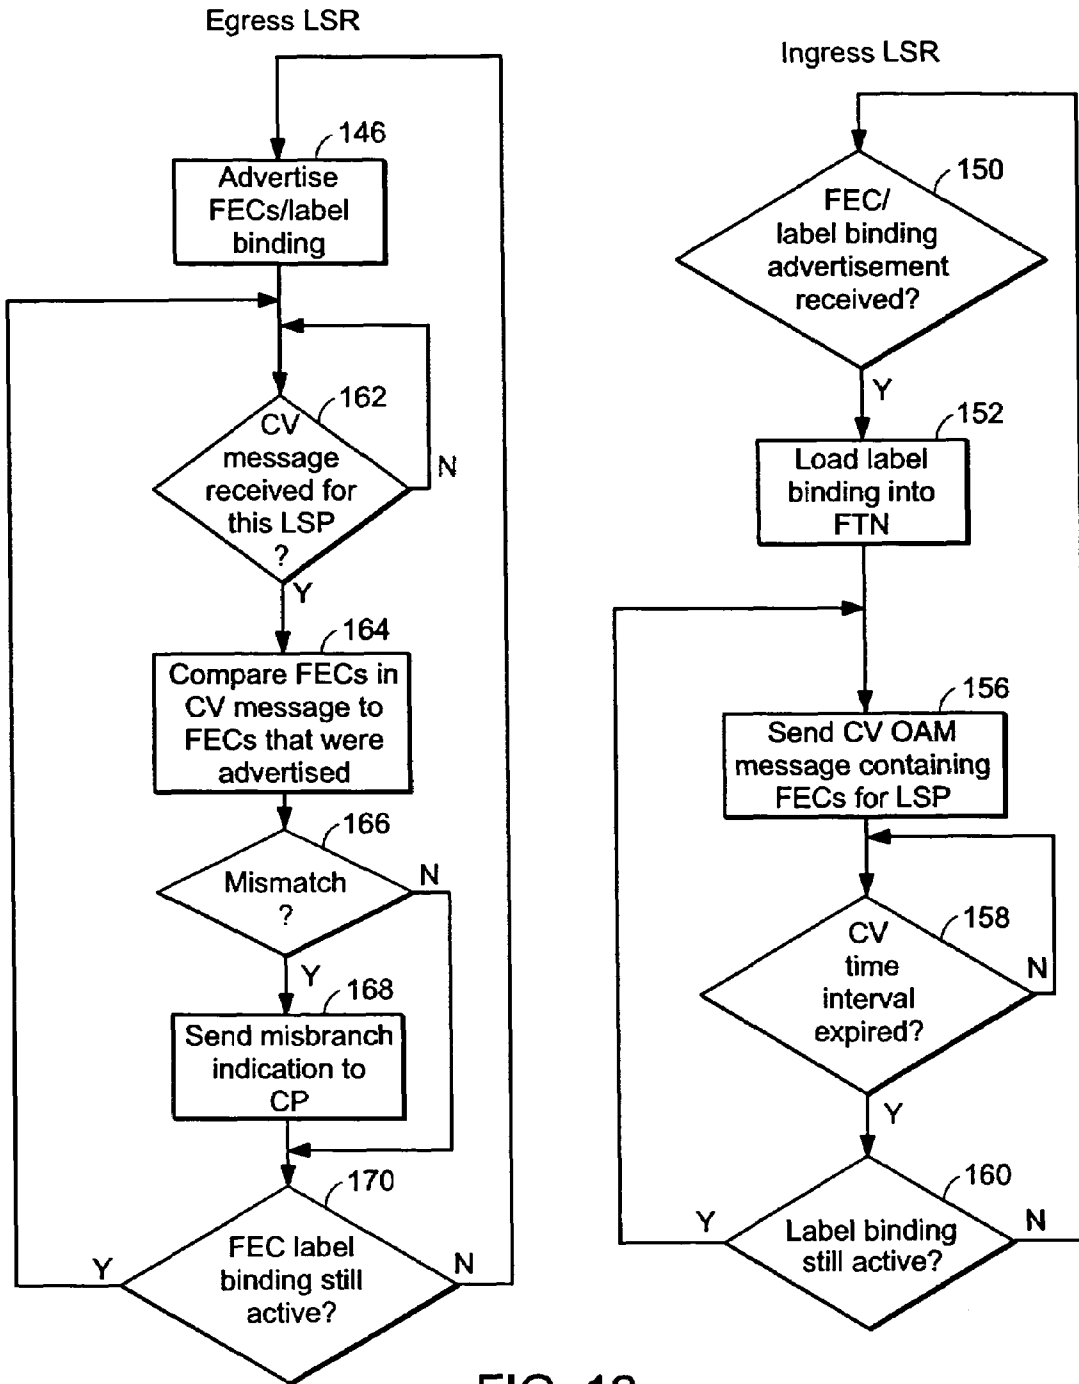 Egress LSR
146
Advertise
FECs/label
binding
162
CV
message
received for
this LSP
?
N
Y
164
Compare FECs in
CV message to
FECs that were
advertised
166
Mismatch
?
N
Y
168
Send misbranch
indication to
CP
170
FEC label
binding still
active?
Y
N
Ingress LSR
150
FEC/
label binding
advertisement
received?
Y
152
Load label
binding into
FTN
156
Send CV OAM
message containing
FECs for LSP
158
CV
time
interval
expired?
N
Y
160
Label binding
still active?
Y
N